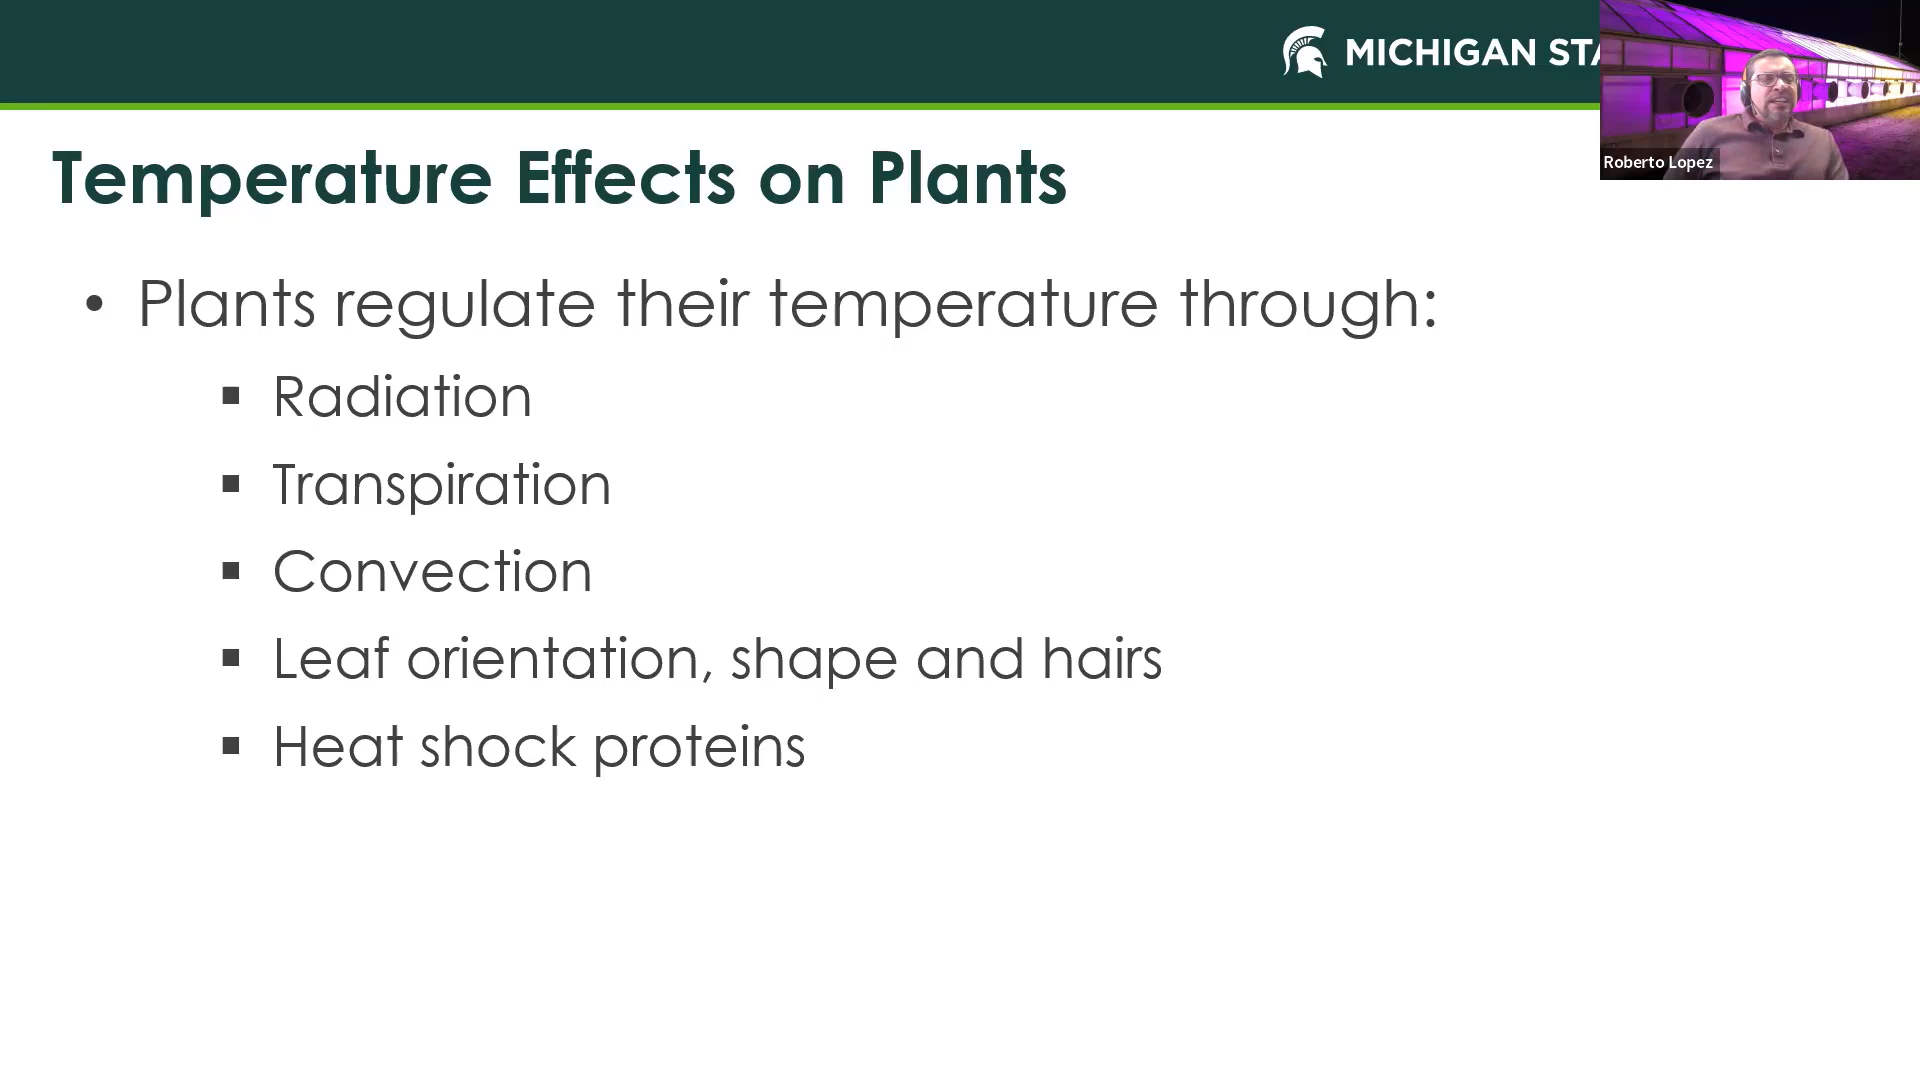 MICHIGAN STA
Roberto Lopez
Temperature Effects on Plants
• Plants regulate their temperature through:
▪ Radiation
▪ Transpiration
▪ Convection
▪ Leaf orientation, shape and hairs
▪ Heat shock proteins